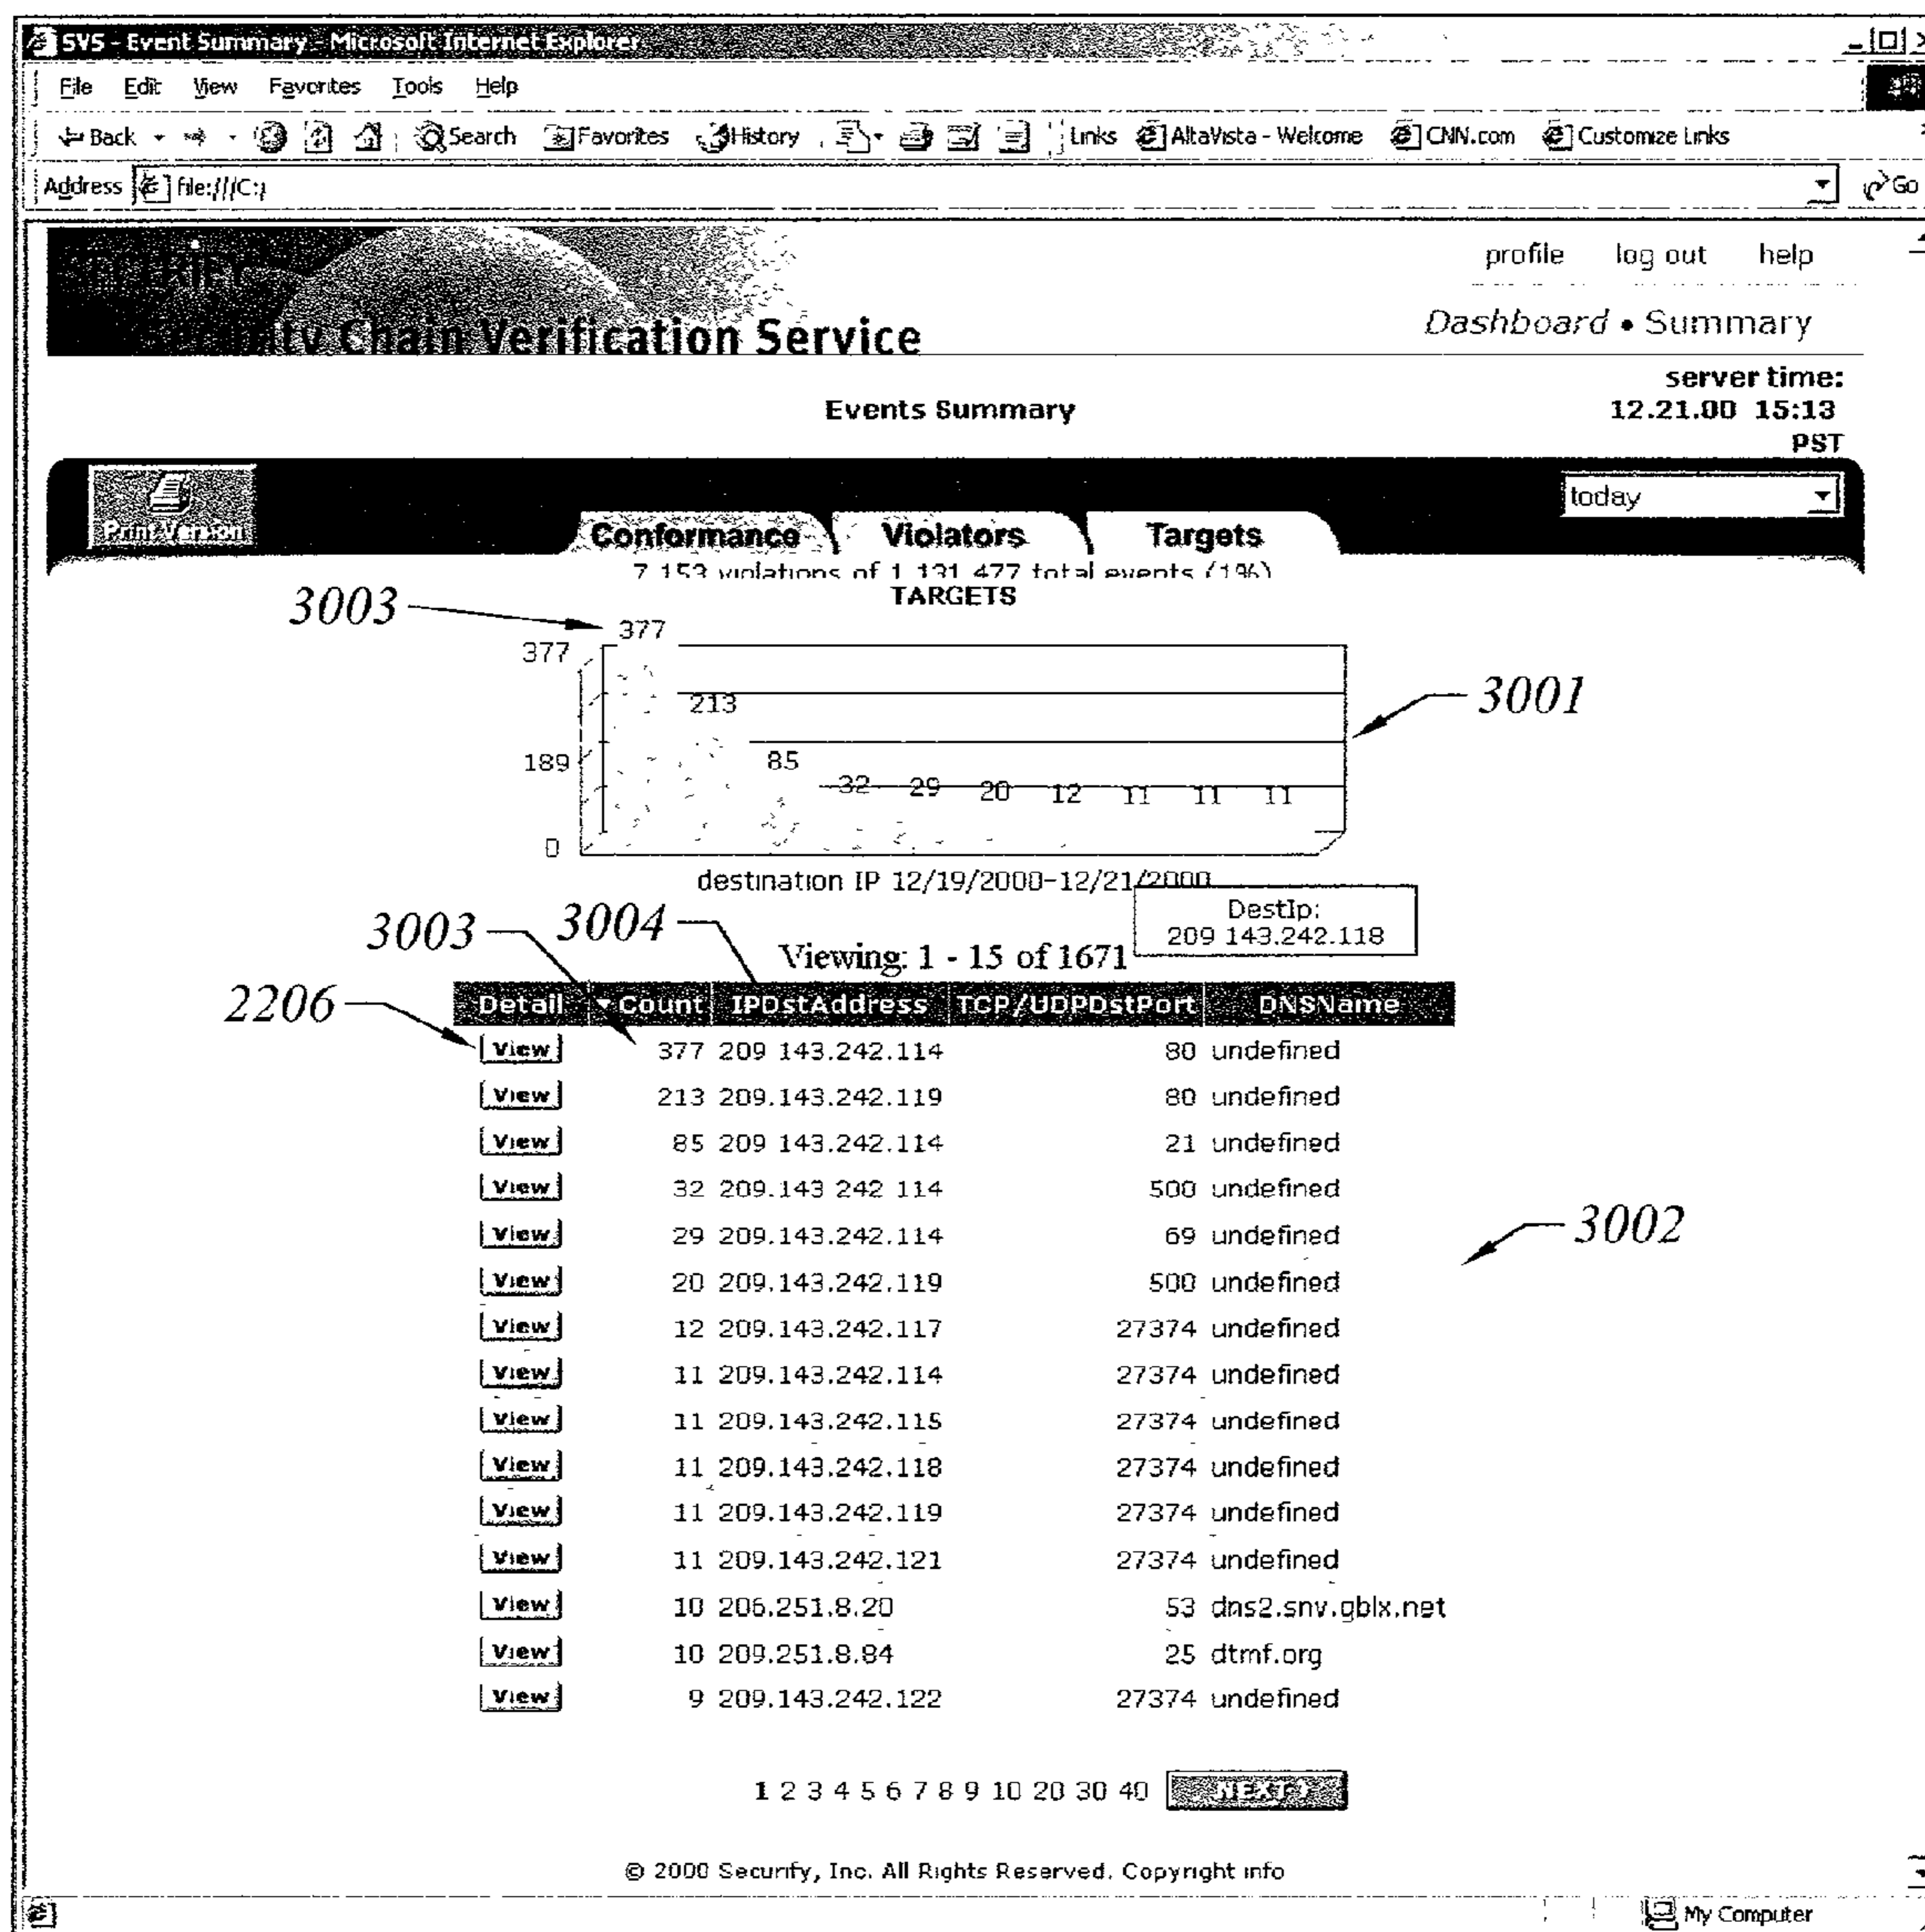 SVS - Event Summary - Microsoft Internet Explorer
File Edit View Favorites Tools Help
Back Search Favorites History Links AltaVista - Welcome CNN.com Customize Links
Address file:///C:/ Go
profile log out help
Security Chain Verification Service
Dashboard • Summary
server time:
Events Summary 12.21.00 15:13
PST
Print Version
today
Conformance Violators Targets
7 153 violations of 1 131 477 total events (1%)
TARGETS
3003
377
377
213
3001
189
85
32 29 20 12 11 11 11
0
destination IP 12/19/2000-12/21/2000
DestIp:
209 143.242.118
3003 3004
Viewing: 1 - 15 of 1671
2206
Detail Count IPDstAddress TCP/UDPDstPort DNSName
View 377 209 143.242.114 80 undefined
View 213 209.143.242.119 80 undefined
View 85 209 143.242.114 21 undefined
View 32 209.143 242 114 500 undefined
3002
View 29 209.143.242.114 69 undefined
View 20 209.143.242.119 500 undefined
View 12 209.143.242.117 27374 undefined
View 11 209.143.242.114 27374 undefined
View 11 209.143.242.115 27374 undefined
View 11 209.143.242.118 27374 undefined
View 11 209.143.242.119 27374 undefined
View 11 209.143.242.121 27374 undefined
View 10 206.251.8.20 53 dns2.snv.gblx.net
View 10 209.251.8.84 25 dtmf.org
View 9 209.143.242.122 27374 undefined
1 2 3 4 5 6 7 8 9 10 20 30 40 NEXT
© 2000 Securify, Inc. All Rights Reserved. Copyright info
My Computer